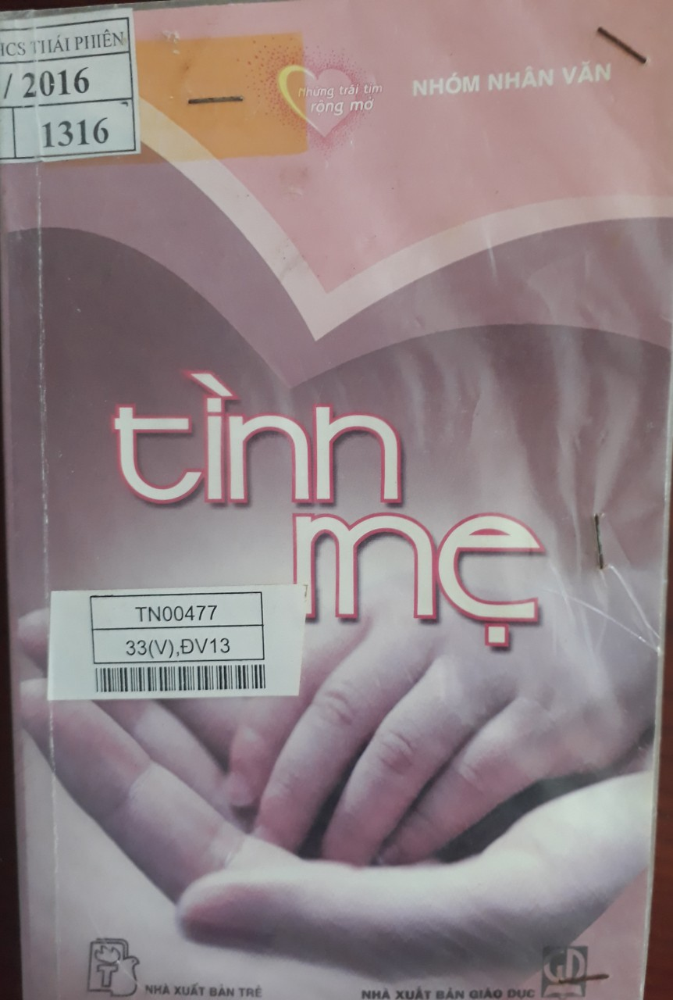 HCS THÁI PHIÊN
/ 2016
1316
Những trái tim
rộng mở
NHÓM NHÂN VĂN
tình
mẹ
TN00477
33(V),ĐV13
T
NHÀ XUẤT BẢN TRẺ
NHÀ XUẤT BẢN GIÁO DỤC
GD